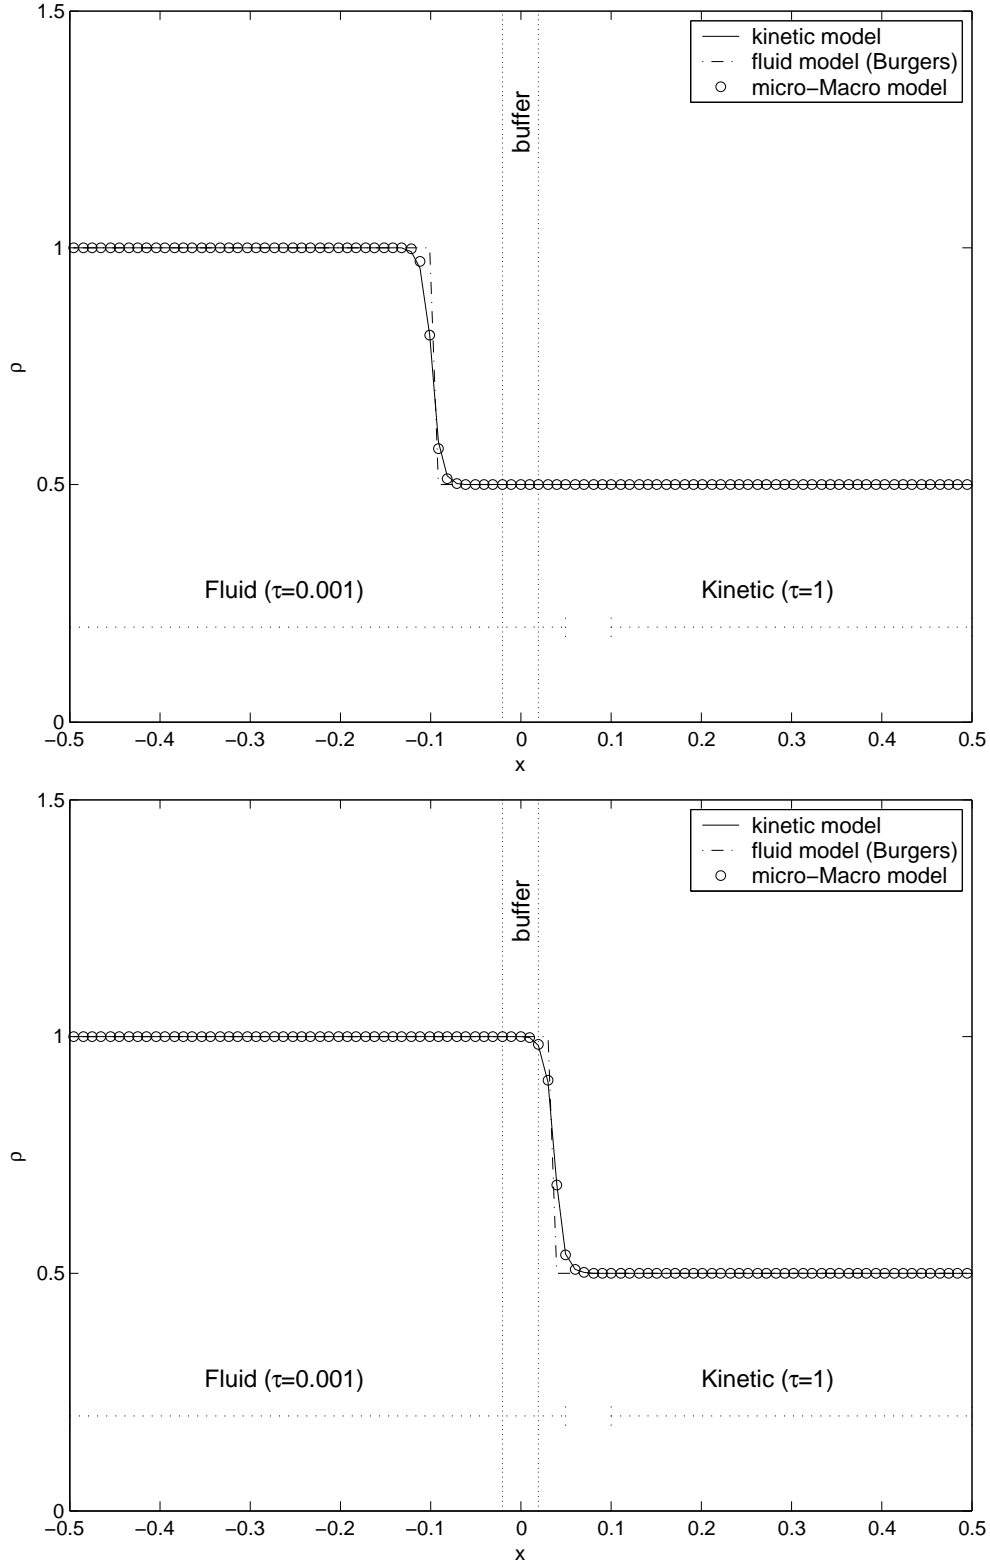 1.5
kinetic model
fluid model (Burgers)
micro−Macro model
buffer
1
ρ
0.5
Fluid (τ=0.001)
Kinetic (τ=1)
0
−0.5 −0.4 −0.3 −0.2 −0.1 0 0.1 0.2 0.3 0.4 0.5
x
1.5
kinetic model
fluid model (Burgers)
micro−Macro model
buffer
1
ρ
0.5
Fluid (τ=0.001)
Kinetic (τ=1)
0
−0.5 −0.4 −0.3 −0.2 −0.1 0 0.1 0.2 0.3 0.4 0.5
x